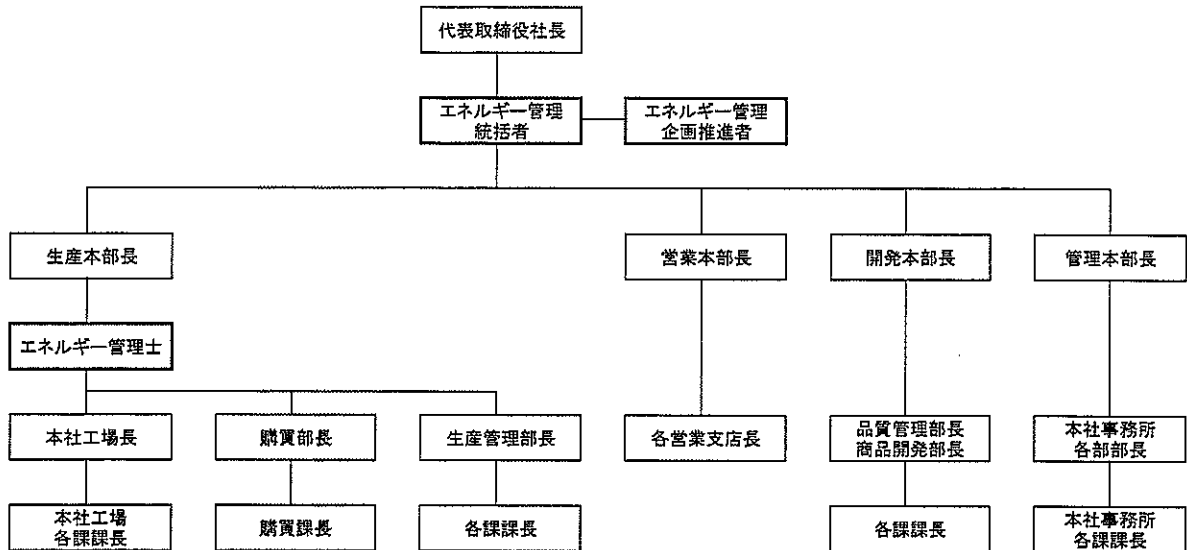 代表取締役社長
エネルギー管理
統括者
エネルギー管理
企画推進者
生産本部長
営業本部長
開発本部長
管理本部長
エネルギー管理士
本社工場長
購買部長
生産管理部長
各営業支店長
品質管理部長
商品開発部長
本社事務所
各部部長
本社工場
各課課長
購買課長
各課課長
各課課長
本社事務所
各課課長